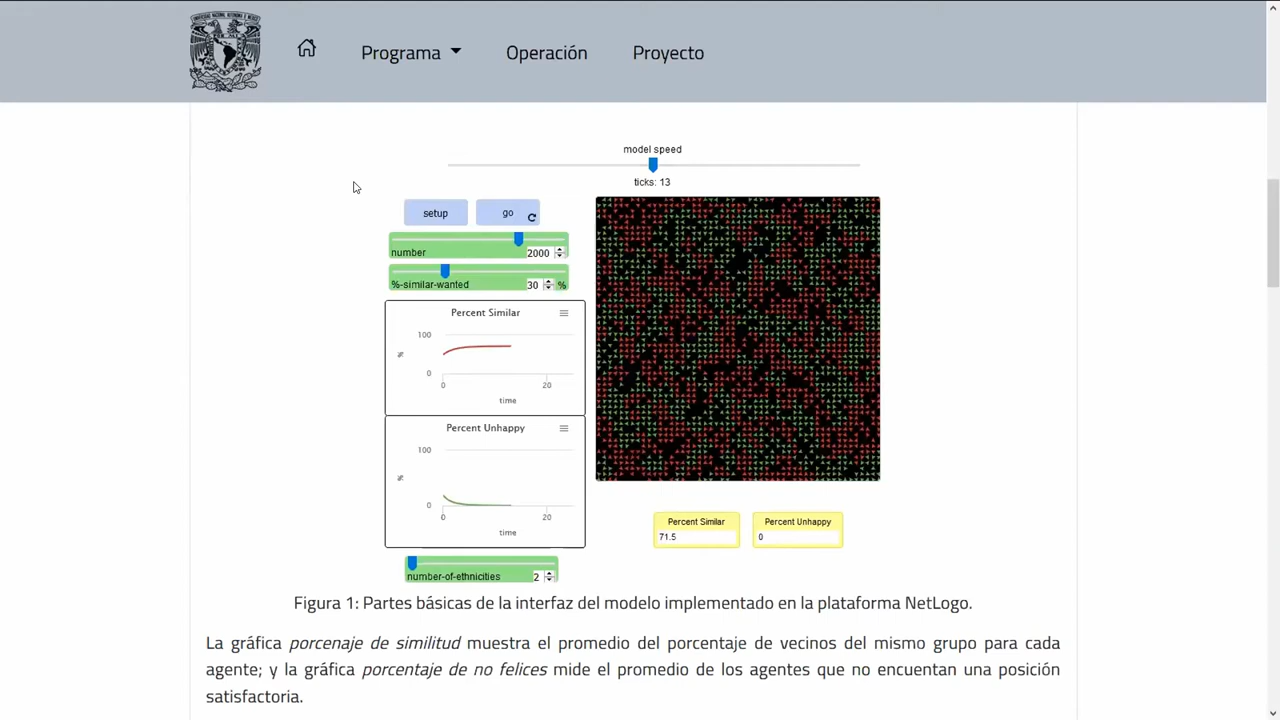 Programa
Operación
Proyecto
model speed
ticks: 13
setup
go
number
2000
%-similar-wanted
30
%
Percent Similar
100
%
0
0
20
time
Percent Unhappy
100
%
0
0
20
time
Percent Similar
71.5
Percent Unhappy
0
number-of-ethnicities
2
Figura 1: Partes básicas de la interfaz del modelo implementado en la plataforma NetLogo.
La gráfica porcenaje de similitud muestra el promedio del porcentaje de vecinos del mismo grupo para cada
agente; y la gráfica porcentaje de no felices mide el promedio de los agentes que no encuentan una posición
satisfactoria.